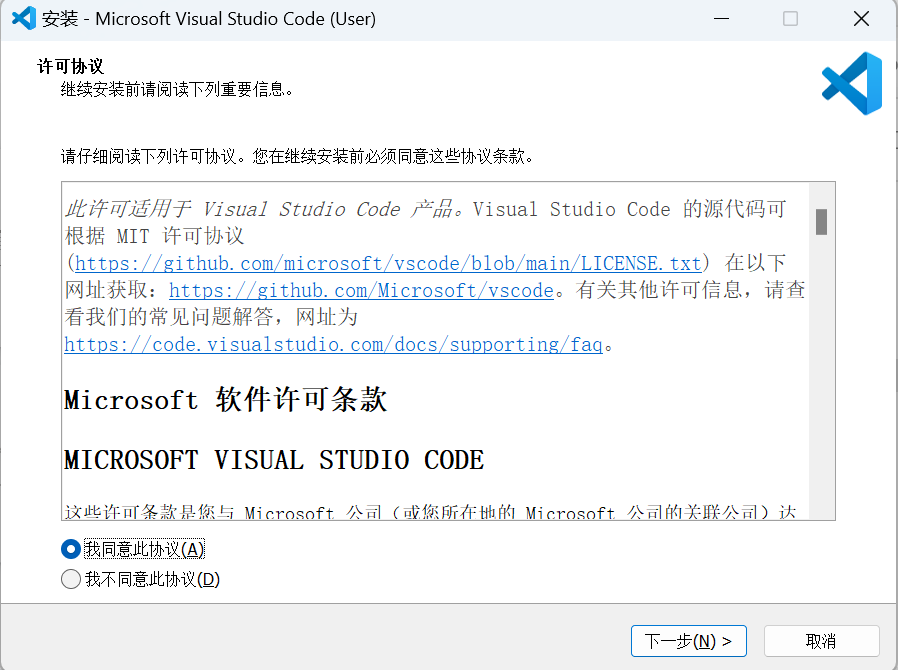 安装 - Microsoft Visual Studio Code (User)
许可协议
继续安装前请阅读下列重要信息。
请仔细阅读下列许可协议。您在继续安装前必须同意这些协议条款。
此许可适用于 Visual Studio Code 产品。Visual Studio Code 的源代码可
根据 MIT 许可协议
(https://github.com/microsoft/vscode/blob/main/LICENSE.txt) 在以下
网址获取：https://github.com/Microsoft/vscode。有关其他许可信息，请查
看我们的常见问题解答，网址为
https://code.visualstudio.com/docs/supporting/faq。
Microsoft 软件许可条款
MICROSOFT VISUAL STUDIO CODE
这些许可条款是您与 Microsoft 公司（或您所在地的 Microsoft 公司的关联公司）达
我同意此协议(A)
我不同意此协议(D)
下一步(N) >
取消